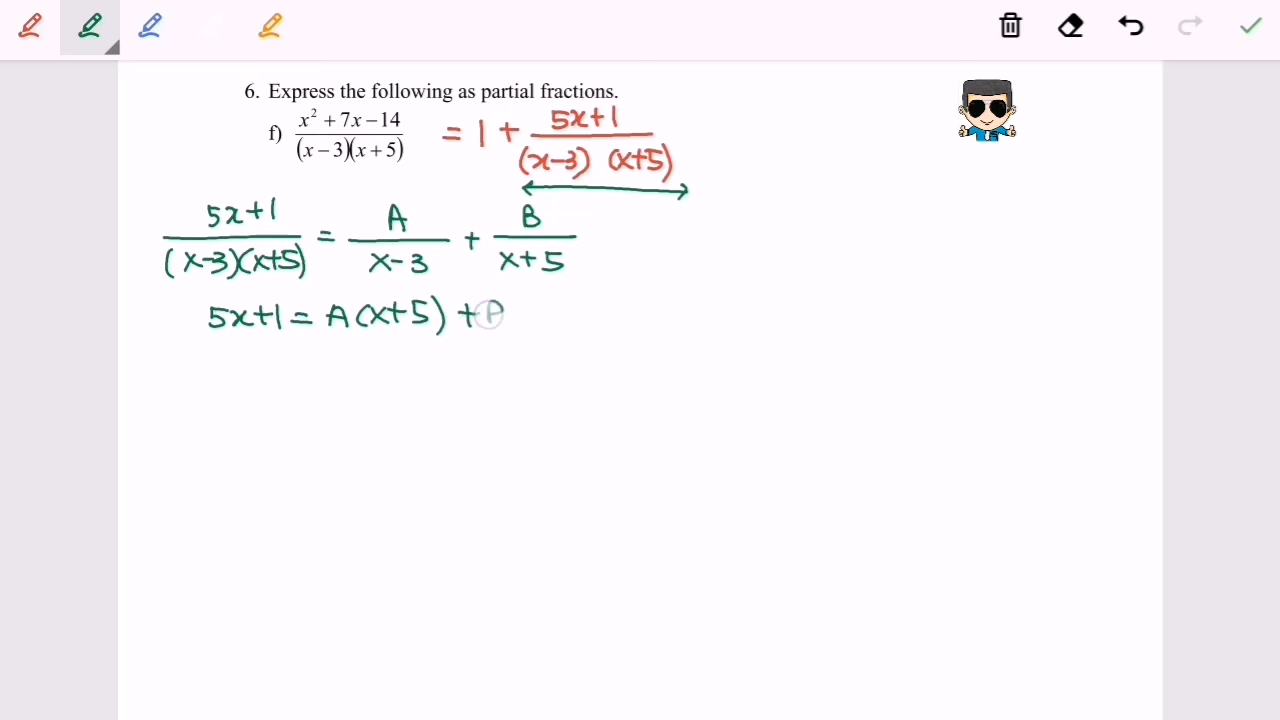 6. Express the following as partial fractions.
f) (x² + 7x − 14)/((x − 3)(x + 5)) = 1 + (5x+1)/((x−3) (x+5))
(5x+1)/((x−3)(x+5)) = A/(x−3) + B/(x+5)
5x+1 = A(x+5) +